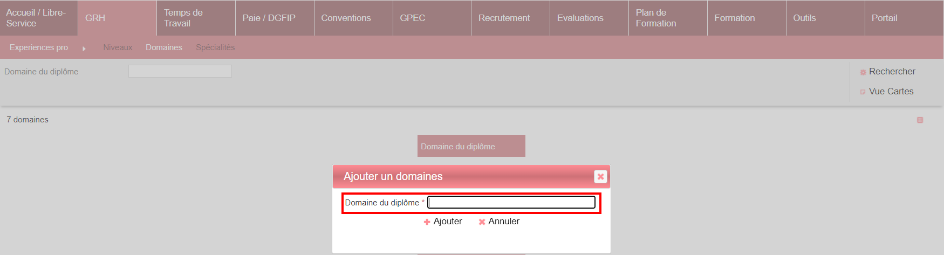 Accueil / Libre-Service
GRH
Temps de Travail
Paie / DGFIP
Conventions
GPEC
Recrutement
Evaluations
Plan de Formation
Formation
Outils
Portail
Experiences pro
Niveaux
Domaines
Spécialités
Domaine du diplôme
Rechercher
Vue Cartes
7 domaines
Domaine du diplôme
Ajouter un domaines
Domaine du diplôme *
Ajouter
Annuler